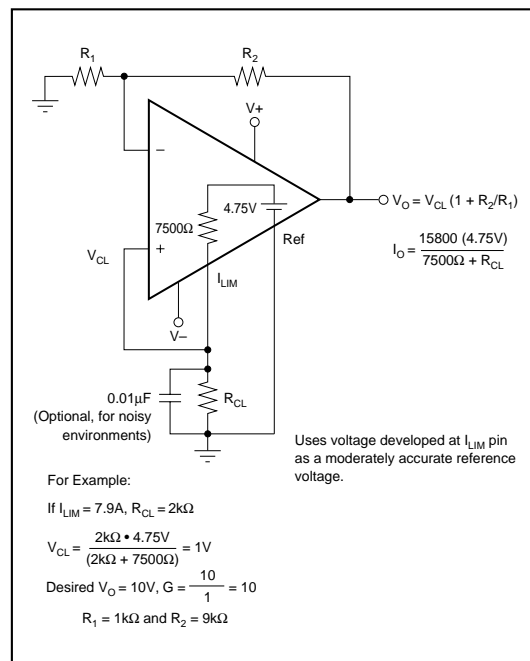 R1
R2
V+
−
4.75V
VO = VCL (1 + R2/R1)
7500Ω
Ref
IO = 15800 (4.75V) / 7500Ω + RCL
VCL
+
ILIM
V−
0.01μF
(Optional, for noisy
environments)
RCL
Uses voltage developed at ILIM pin
as a moderately accurate reference
voltage.
For Example:
If ILIM = 7.9A, RCL = 2kΩ
VCL = 2kΩ • 4.75V / (2kΩ + 7500Ω) = 1V
Desired VO = 10V, G = 10 / 1 = 10
R1 = 1kΩ and R2 = 9kΩ